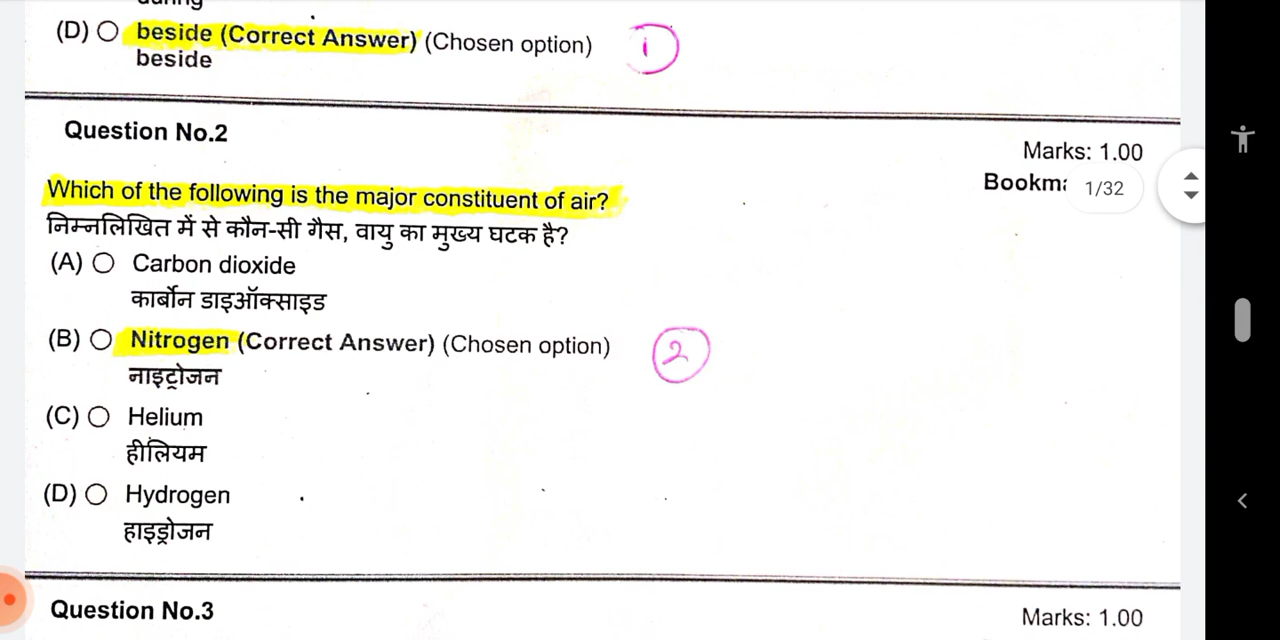 (D) beside (Correct Answer) (Chosen option)
beside
1
Question No.2
Marks: 1.00
Bookma 1/32
Which of the following is the major constituent of air?
निम्नलिखित में से कौन-सी गैस, वायु का मुख्य घटक है?
(A) Carbon dioxide
कार्बोन डाइऑक्साइड
(B) Nitrogen (Correct Answer) (Chosen option)
2
नाइट्रोजन
(C) Helium
हीलियम
(D) Hydrogen
हाइड्रोजन
Question No.3
Marks: 1.00